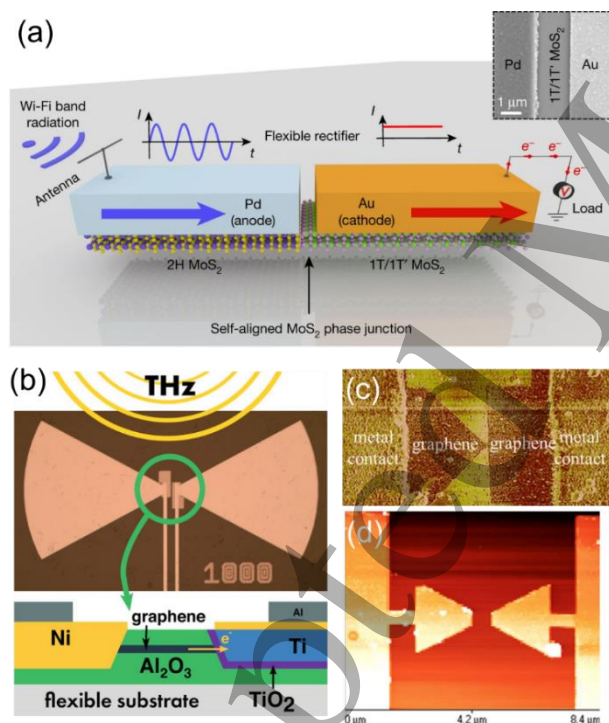 (a)
Pd
1T/1T′ MoS₂
Au
1 μm
Wi-Fi band
radiation
Antenna
I
t
Flexible rectifier
I
t
e⁻
e⁻
e⁻
V
Load
Pd
(anode)
Au
(cathode)
2H MoS₂
1T/1T′ MoS₂
Self-aligned MoS₂ phase junction
(b)
THz
1000
graphene
Al
Ni
e⁻
Ti
Al₂O₃
flexible substrate
TiO₂
(c)
metal
contact
graphene
graphene
metal
contact
(d)
0 μm
4.2 μm
8.4 μm